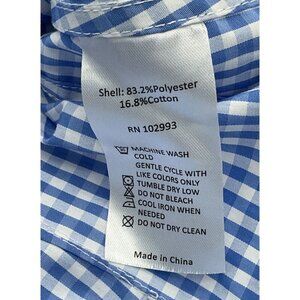 Shell: 83.2%Polyester
16.8%Cotton
RN 102993
MACHINE WASH
COLD
GENTLE CYCLE WITH
LIKE COLORS ONLY
TUMBLE DRY LOW
DO NOT BLEACH
COOL IRON WHEN
NEEDED
DO NOT DRY CLEAN
Made in China